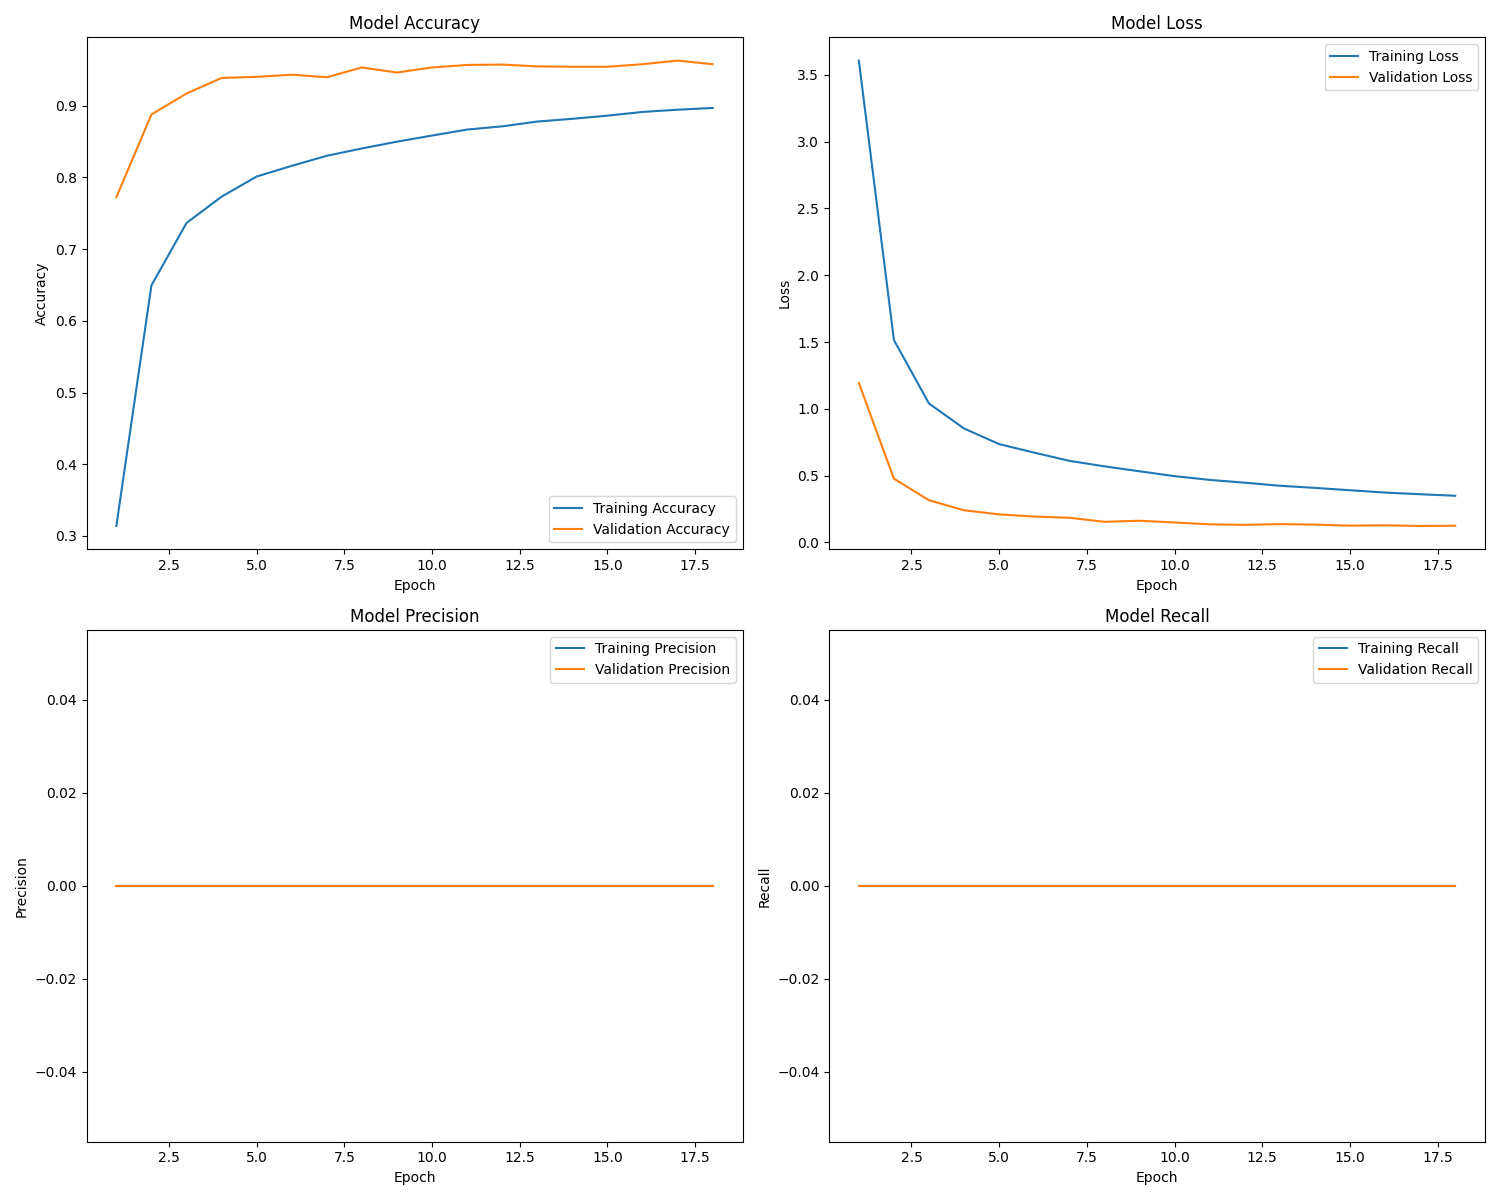 Model Accuracy
Accuracy
0.9
0.8
0.7
0.6
0.5
0.4
0.3
Training Accuracy
Validation Accuracy
2.5 5.0 7.5 10.0 12.5 15.0 17.5
Epoch
Model Loss
Loss
3.5
3.0
2.5
2.0
1.5
1.0
0.5
0.0
Training Loss
Validation Loss
2.5 5.0 7.5 10.0 12.5 15.0 17.5
Epoch
Model Precision
Precision
0.04
0.02
0.00
−0.02
−0.04
Training Precision
Validation Precision
2.5 5.0 7.5 10.0 12.5 15.0 17.5
Epoch
Model Recall
Recall
0.04
0.02
0.00
−0.02
−0.04
Training Recall
Validation Recall
2.5 5.0 7.5 10.0 12.5 15.0 17.5
Epoch